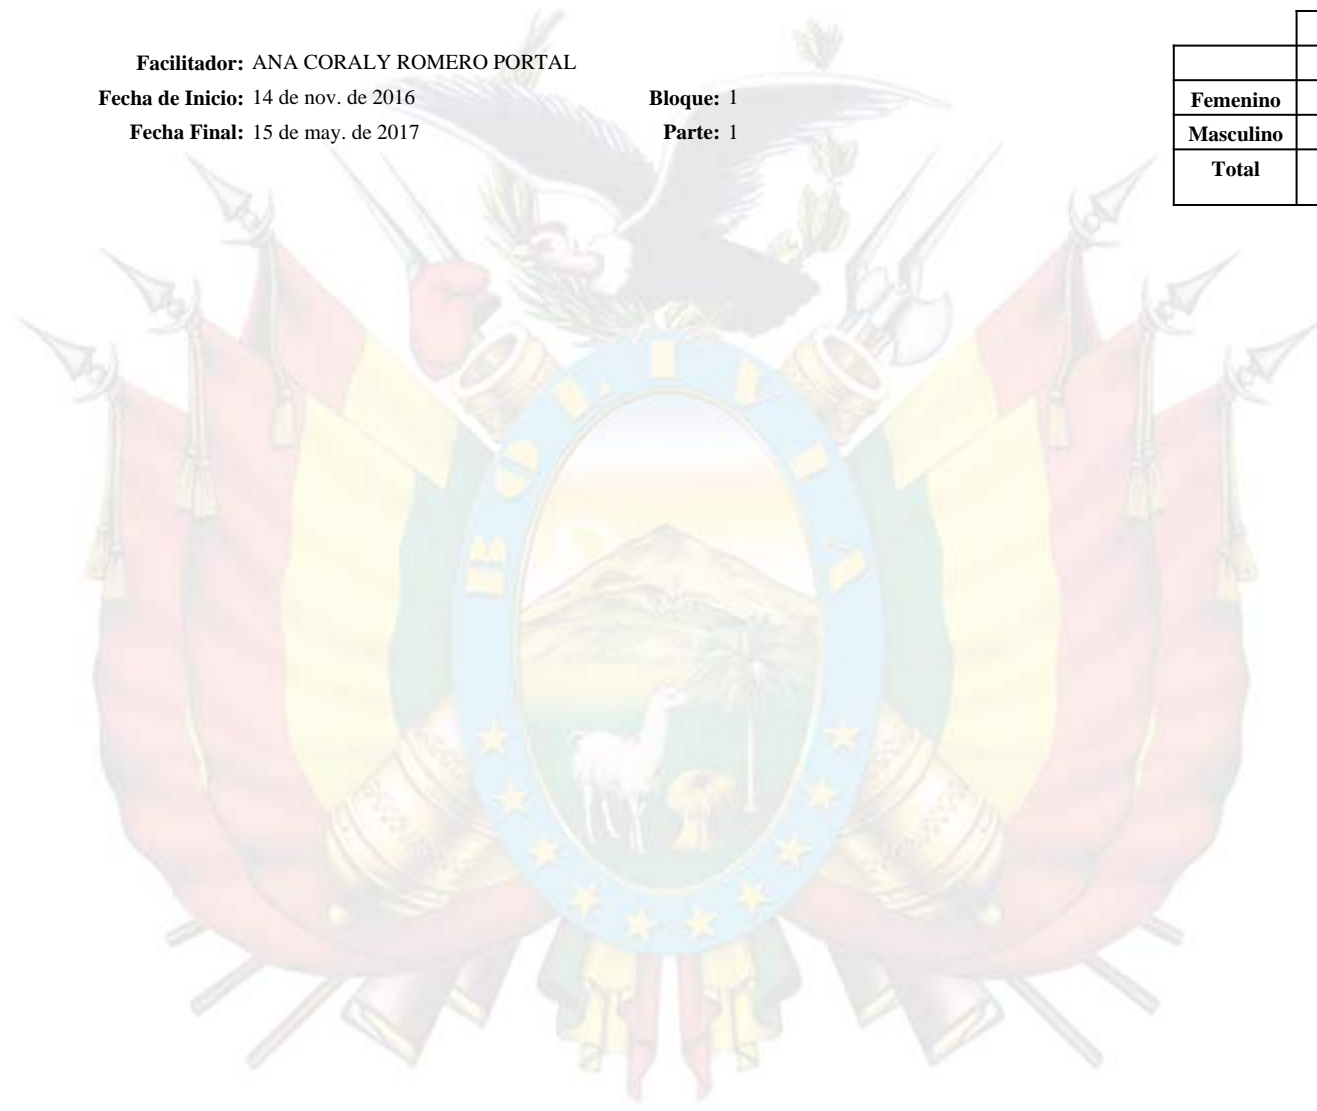 Facilitador: ANA CORALY ROMERO PORTAL
Fecha de Inicio: 14 de nov. de 2016 Bloque: 1
Fecha Final: 15 de may. de 2017 Parte: 1
Femenino
Masculino
Total
BOLIVIA